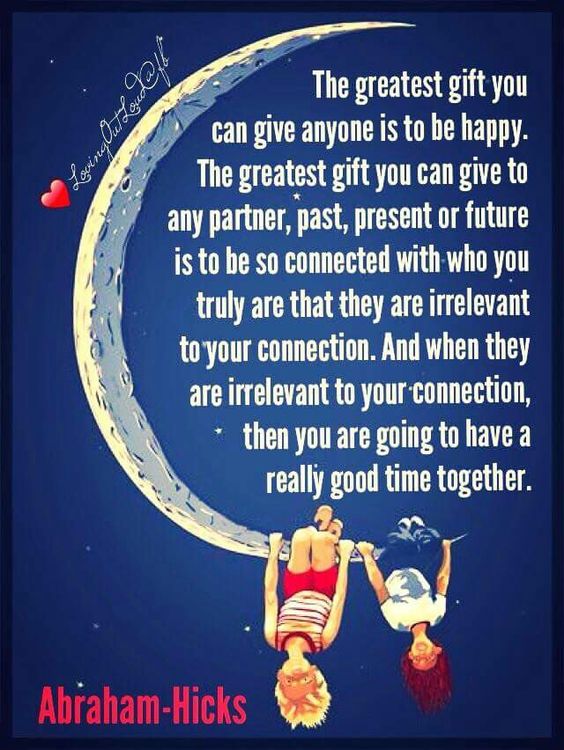 LovingOutLoud@fb
The greatest gift you
can give anyone is to be happy.
The greatest gift you can give to
any partner, past, present or future
is to be so connected with who you
truly are that they are irrelevant
to your connection. And when they
are irrelevant to your connection,
then you are going to have a
really good time together.
Abraham-Hicks